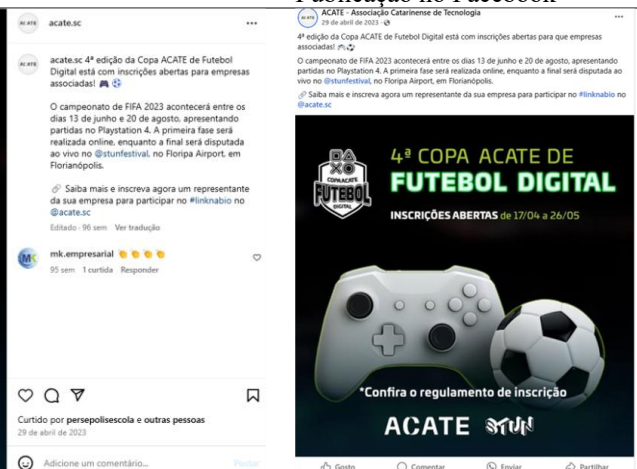 Publicação no Facebook
ACATE
acate.sc
ACATE
acate.sc 4ª edição da Copa ACATE de Futebol
Digital está com inscrições abertas para empresas
associadas! 🎮 ⚽
O campeonato de FIFA 2023 acontecerá entre os
dias 13 de junho e 20 de agosto, apresentando
partidas no Playstation 4. A primeira fase será
realizada online, enquanto a final será disputada
ao vivo no @stunfestival, no Floripa Airport, em
Florianópolis.
🔗 Saiba mais e inscreva agora um representante
da sua empresa para participar no #linknabio no
@acate.sc
Editado · 96 sem Ver tradução
mk.empresarial 👏 👏 👏 👏
95 sem 1 curtida Responder
Curtido por persepolisescola e outras pessoas
29 de abril de 2023
Adicione um comentário...
Postar
ACATE
ACATE - Associação Catarinense de Tecnologia
29 de abril de 2023 ·
4ª edição da Copa ACATE de Futebol Digital está com inscrições abertas para que empresas
associadas! 🎮⚽
O campeonato de FIFA 2023 acontecerá entre os dias 13 de junho e 20 de agosto, apresentando
partidas no Playstation 4. A primeira fase será realizada online, enquanto a final será disputada ao
vivo no @stunfestival, no Floripa Airport, em Florianópolis.
🔗 Saiba mais e inscreva agora um representante da sua empresa para participar no #linknabio no
@acate.sc
COPA ACATE
FUTEBOL
DIGITAL
4ª COPA ACATE DE
FUTEBOL DIGITAL
INSCRIÇÕES ABERTAS de 17/04 a 26/05
*Confira o regulamento de inscrição
ACATE STUN
Gosto Comentar Enviar Partilhar